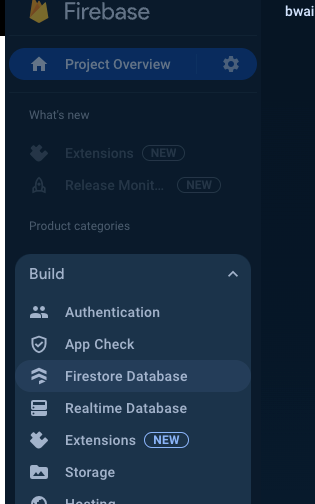 Firebase
bwai
Project Overview
What's new
Extensions NEW
Release Monit... NEW
Product categories
Build
Authentication
App Check
Firestore Database
Realtime Database
Extensions NEW
Storage
Hosting